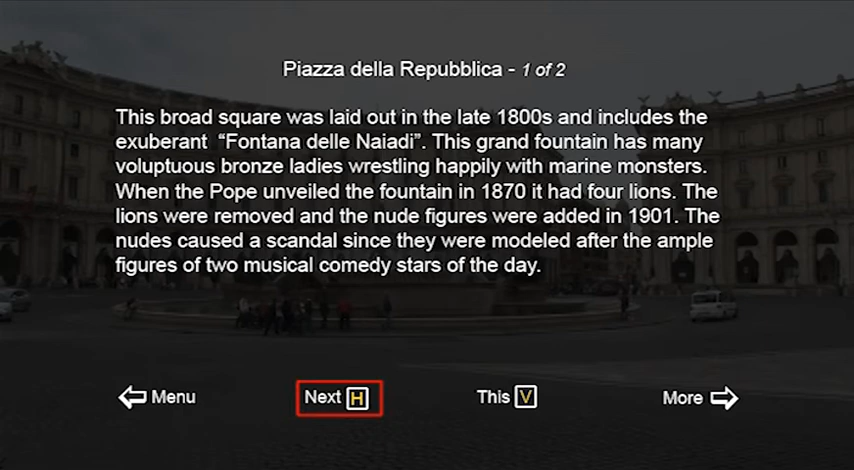 Piazza della Repubblica - 1 of 2
This broad square was laid out in the late 1800s and includes the
exuberant “Fontana delle Naiadi”. This grand fountain has many
voluptuous bronze ladies wrestling happily with marine monsters.
When the Pope unveiled the fountain in 1870 it had four lions. The
lions were removed and the nude figures were added in 1901. The
nudes caused a scandal since they were modeled after the ample
figures of two musical comedy stars of the day.
Menu Next H This V More